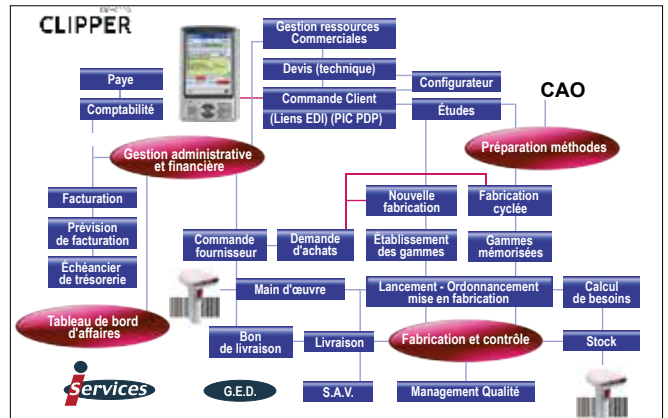 CLIPPER
Gestion ressources
Commerciales
Devis (technique)
Configurateur
Commande Client
(Liens EDI) (PIC PDP)
Études
CAO
Paye
Comptabilité
Gestion administrative
et financière
Préparation méthodes
Facturation
Prévision
de facturation
Échéancier
de trésorerie
Nouvelle
fabrication
Fabrication
cyclée
Commande
fournisseur
Demande
d'achats
Établissement
des gammes
Gammes
mémorisées
Main d'œuvre
Lancement - Ordonnancement
mise en fabrication
Calcul
de besoins
Tableau de bord
d'affaires
Bon
de livraison
Livraison
Fabrication et contrôle
Stock
iServices
G.E.D.
S.A.V.
Management Qualité